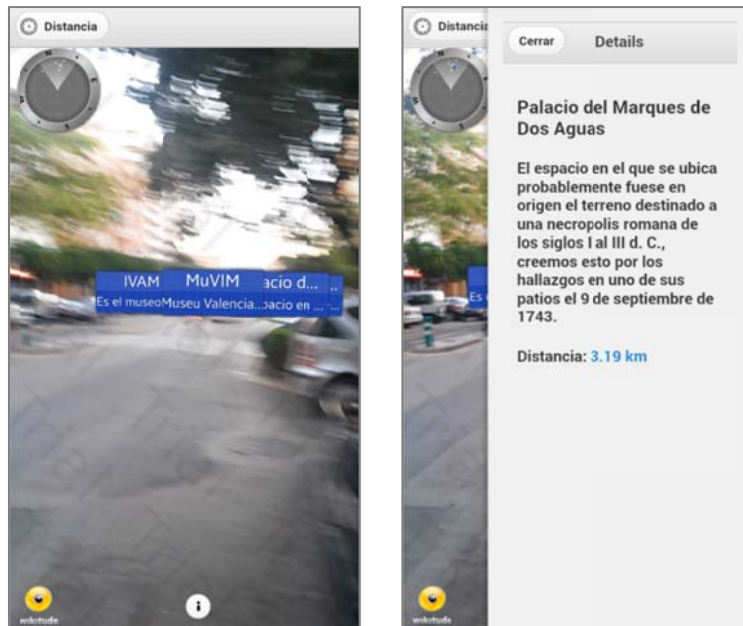 Distancia
N
E
S
IVAM MuVIM acio d... ..
Es el museo Museu Valencia... pacio en ... ...
wikitude
i
Trial
Distancia
Cerrar Details
Palacio del Marques de
Dos Aguas
El espacio en el que se ubica
probablemente fuese en
origen el terreno destinado a
una necropolis romana de
los siglos I al III d. C.,
creemos esto por los
hallazgos en uno de sus
patios el 9 de septiembre de
1743.
Distancia: 3.19 km
Es
wikitude